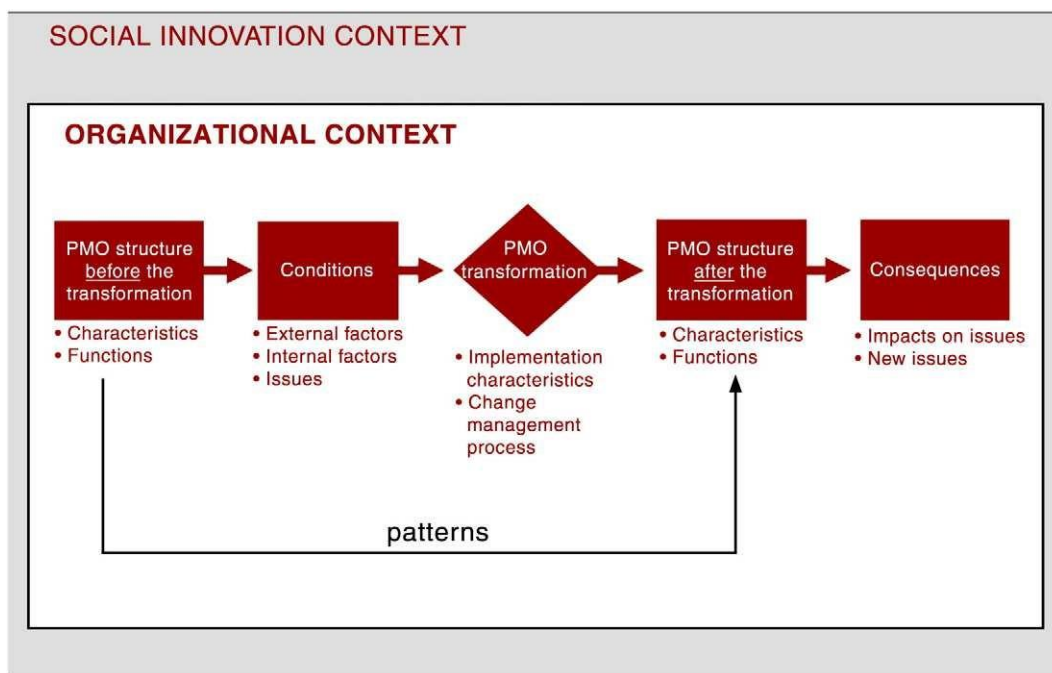 SOCIAL INNOVATION CONTEXT
ORGANIZATIONAL CONTEXT
PMO structure
before the
transformation
• Characteristics
• Functions
Conditions
• External factors
• Internal factors
• Issues
PMO
transformation
• Implementation
characteristics
• Change
management
process
PMO structure
after the
transformation
• Characteristics
• Functions
Consequences
• Impacts on issues
• New issues
patterns